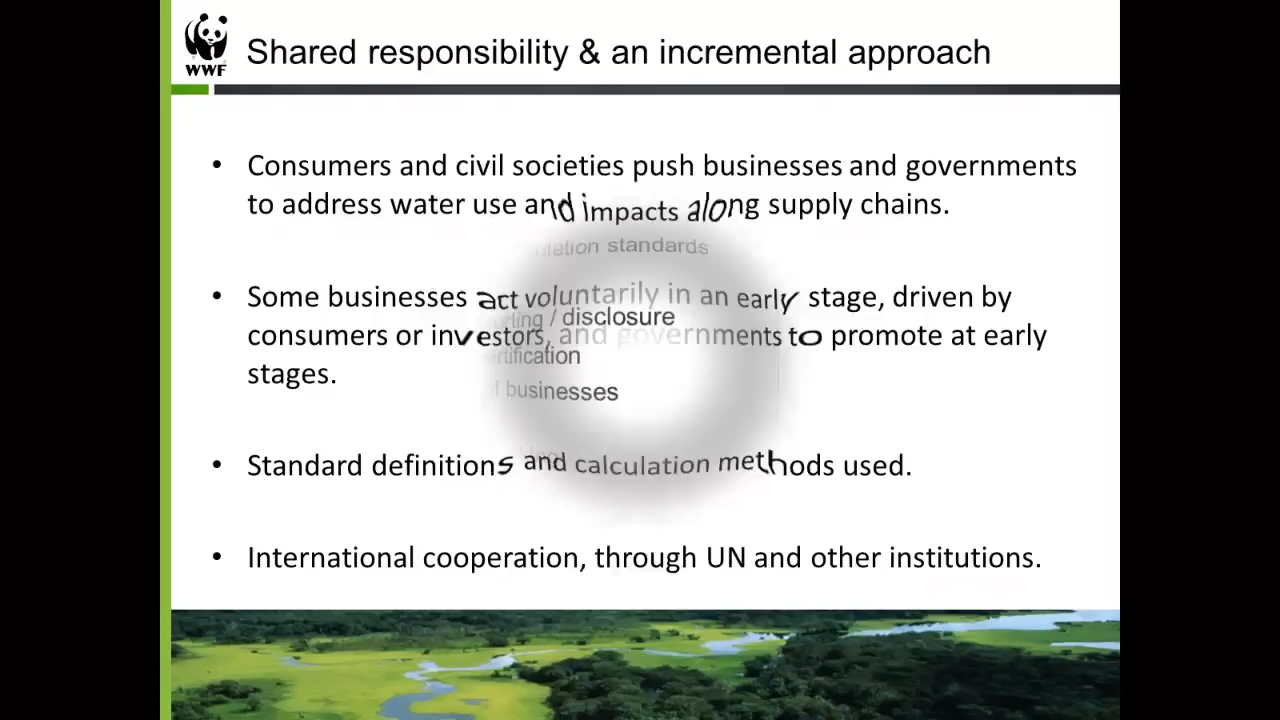 WWF
Shared responsibility & an incremental approach
• Consumers and civil societies push businesses and governments
to address water use and impacts along supply chains.
standards
• Some businesses act voluntarily in an early stage, driven by
/ disclosure
consumers or investors, and governments to promote at early
businesses
stages.
• Standard definitions and calculation methods used.
• International cooperation, through UN and other institutions.